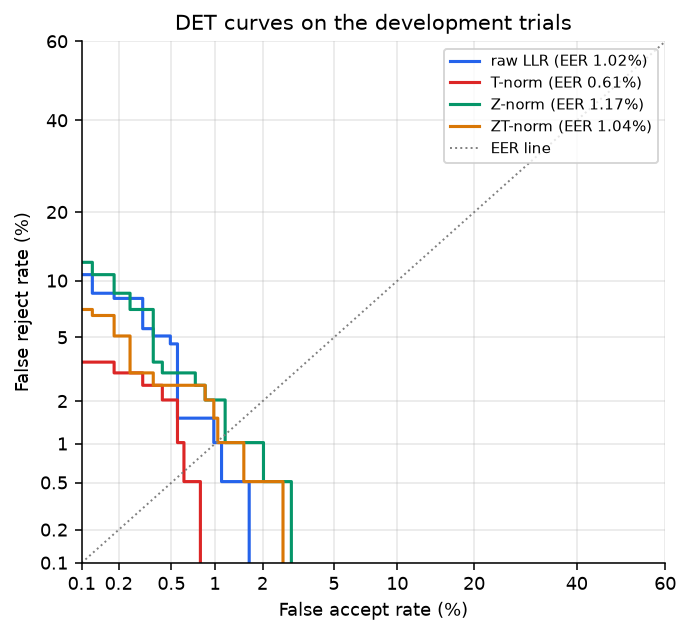 DET curves on the development trials
raw LLR (EER 1.02%)
T-norm (EER 0.61%)
Z-norm (EER 1.17%)
ZT-norm (EER 1.04%)
EER line
False reject rate (%)
60
40
20
10
5
2
1
0.5
0.2
0.1
0.1 0.2 0.5 1 2 5 10 20 40 60
False accept rate (%)